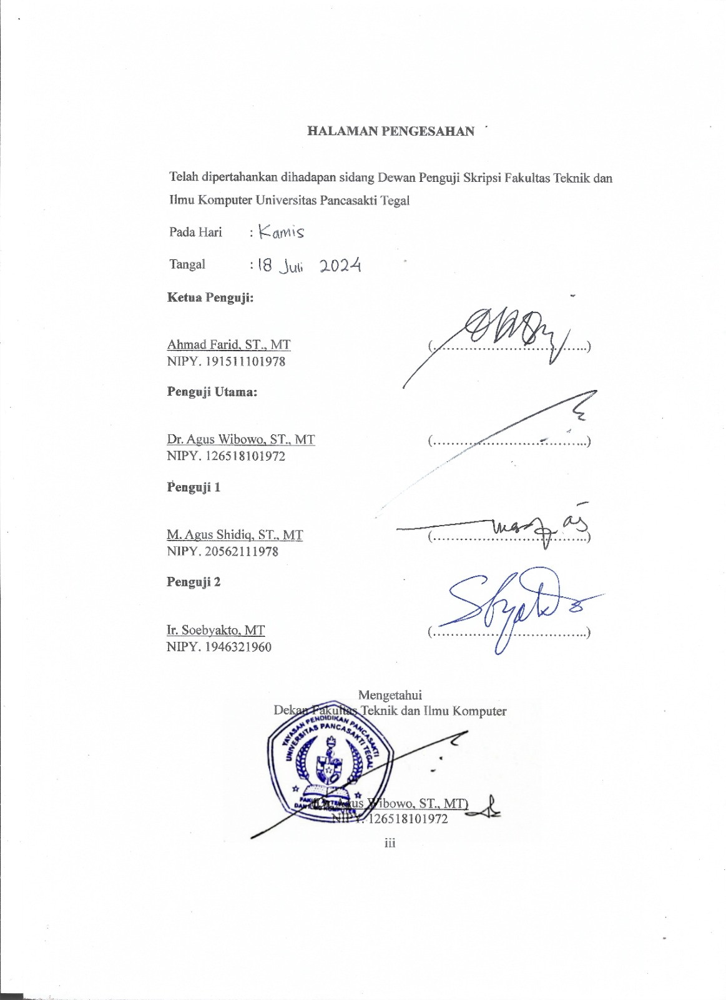 HALAMAN PENGESAHAN
Telah dipertahankan dihadapan sidang Dewan Penguji Skripsi Fakultas Teknik dan
Ilmu Komputer Universitas Pancasakti Tegal
Pada Hari : Kamis
Tangal : 18 Juli 2024
Ketua Penguji:
Ahmad Farid, ST., MT (........................................)
NIPY. 191511101978
Penguji Utama:
Dr. Agus Wibowo, ST., MT (........................................)
NIPY. 126518101972
Penguji 1
M. Agus Shidiq, ST., MT (........................................)
NIPY. 20562111978
Penguji 2
Ir. Soebyakto, MT (........................................)
NIPY. 1946321960
Mengetahui
Dekan Fakultas Teknik dan Ilmu Komputer
YAYASAN PENDIDIKAN PANCASAKTI
UNIVERSITAS PANCASAKTI TEGAL
(Dr. Agus Wibowo, ST., MT)
NIPY. 126518101972
iii